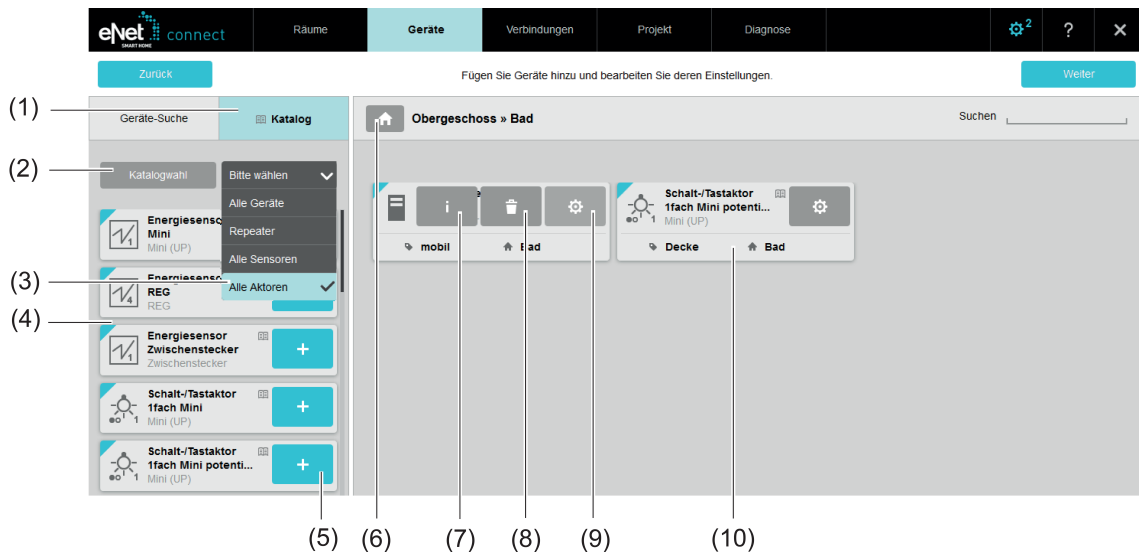 eNet connect
SMART HOME
Räume
Geräte
Verbindungen
Projekt
Diagnose
2
?
Zurück
Fügen Sie Geräte hinzu und bearbeiten Sie deren Einstellungen.
Weiter
(1)
Geräte-Suche
Katalog
Obergeschoss » Bad
Suchen
(2)
Katalogwahl
Bitte wählen
Alle Geräte
Repeater
Alle Sensoren
(3)
Alle Aktoren
(4)
Mini
Mini (UP)
REG
REG
Energiesensor
Zwischenstecker
Zwischenstecker
+
Schalt-/Tastaktor
1fach Mini
Mini (UP)
+
Schalt-/Tastaktor
1fach Mini potenti...
Mini (UP)
+
i
mobil
Bad
Schalt-/Tastaktor
1fach Mini potenti...
Mini (UP)
Decke
Bad
(5)
(6)
(7)
(8)
(9)
(10)